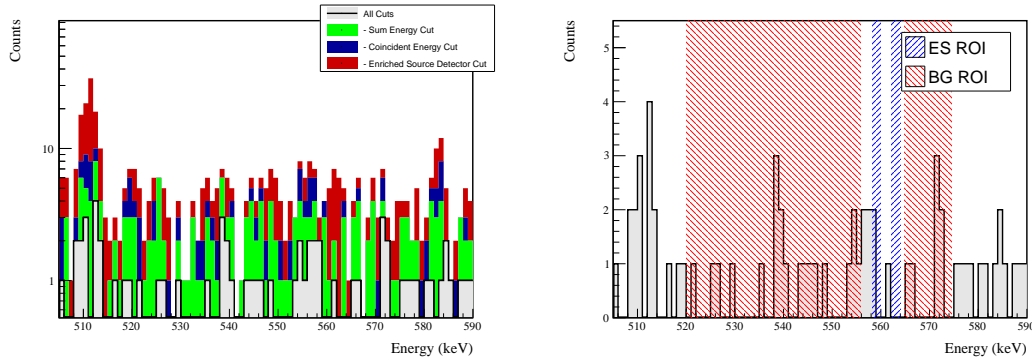 Counts
All Cuts
- Sum Energy Cut
- Coincident Energy Cut
- Enriched Source Detector Cut
10
1
510 520 530 540 550 560 570 580 590
Energy (keV)
Counts
ES ROI
BG ROI
5
4
3
2
1
0
510 520 530 540 550 560 570 580 590
Energy (keV)